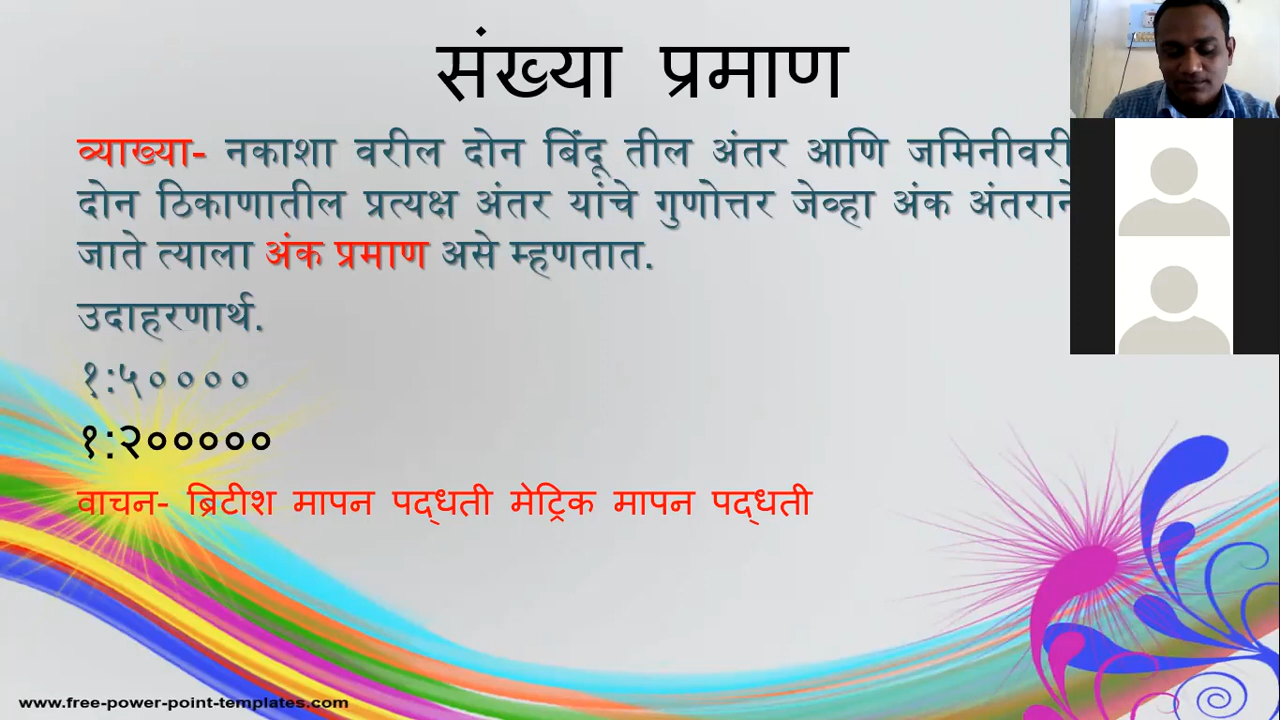 संख्या प्रमाण
व्याख्या- नकाशा वरील दोन बिंदू तील अंतर आणि जमिनीवरी
दोन ठिकाणातील प्रत्यक्ष अंतर यांचे गुणोत्तर जेव्हा अंक अंतराने
जाते त्याला अंक प्रमाण असे म्हणतात.
उदाहरणार्थ.
१:५००००
१:२०००००
वाचन- ब्रिटीश मापन पद्धती मेट्रिक मापन पद्धती
www.free-power-point-templates.com